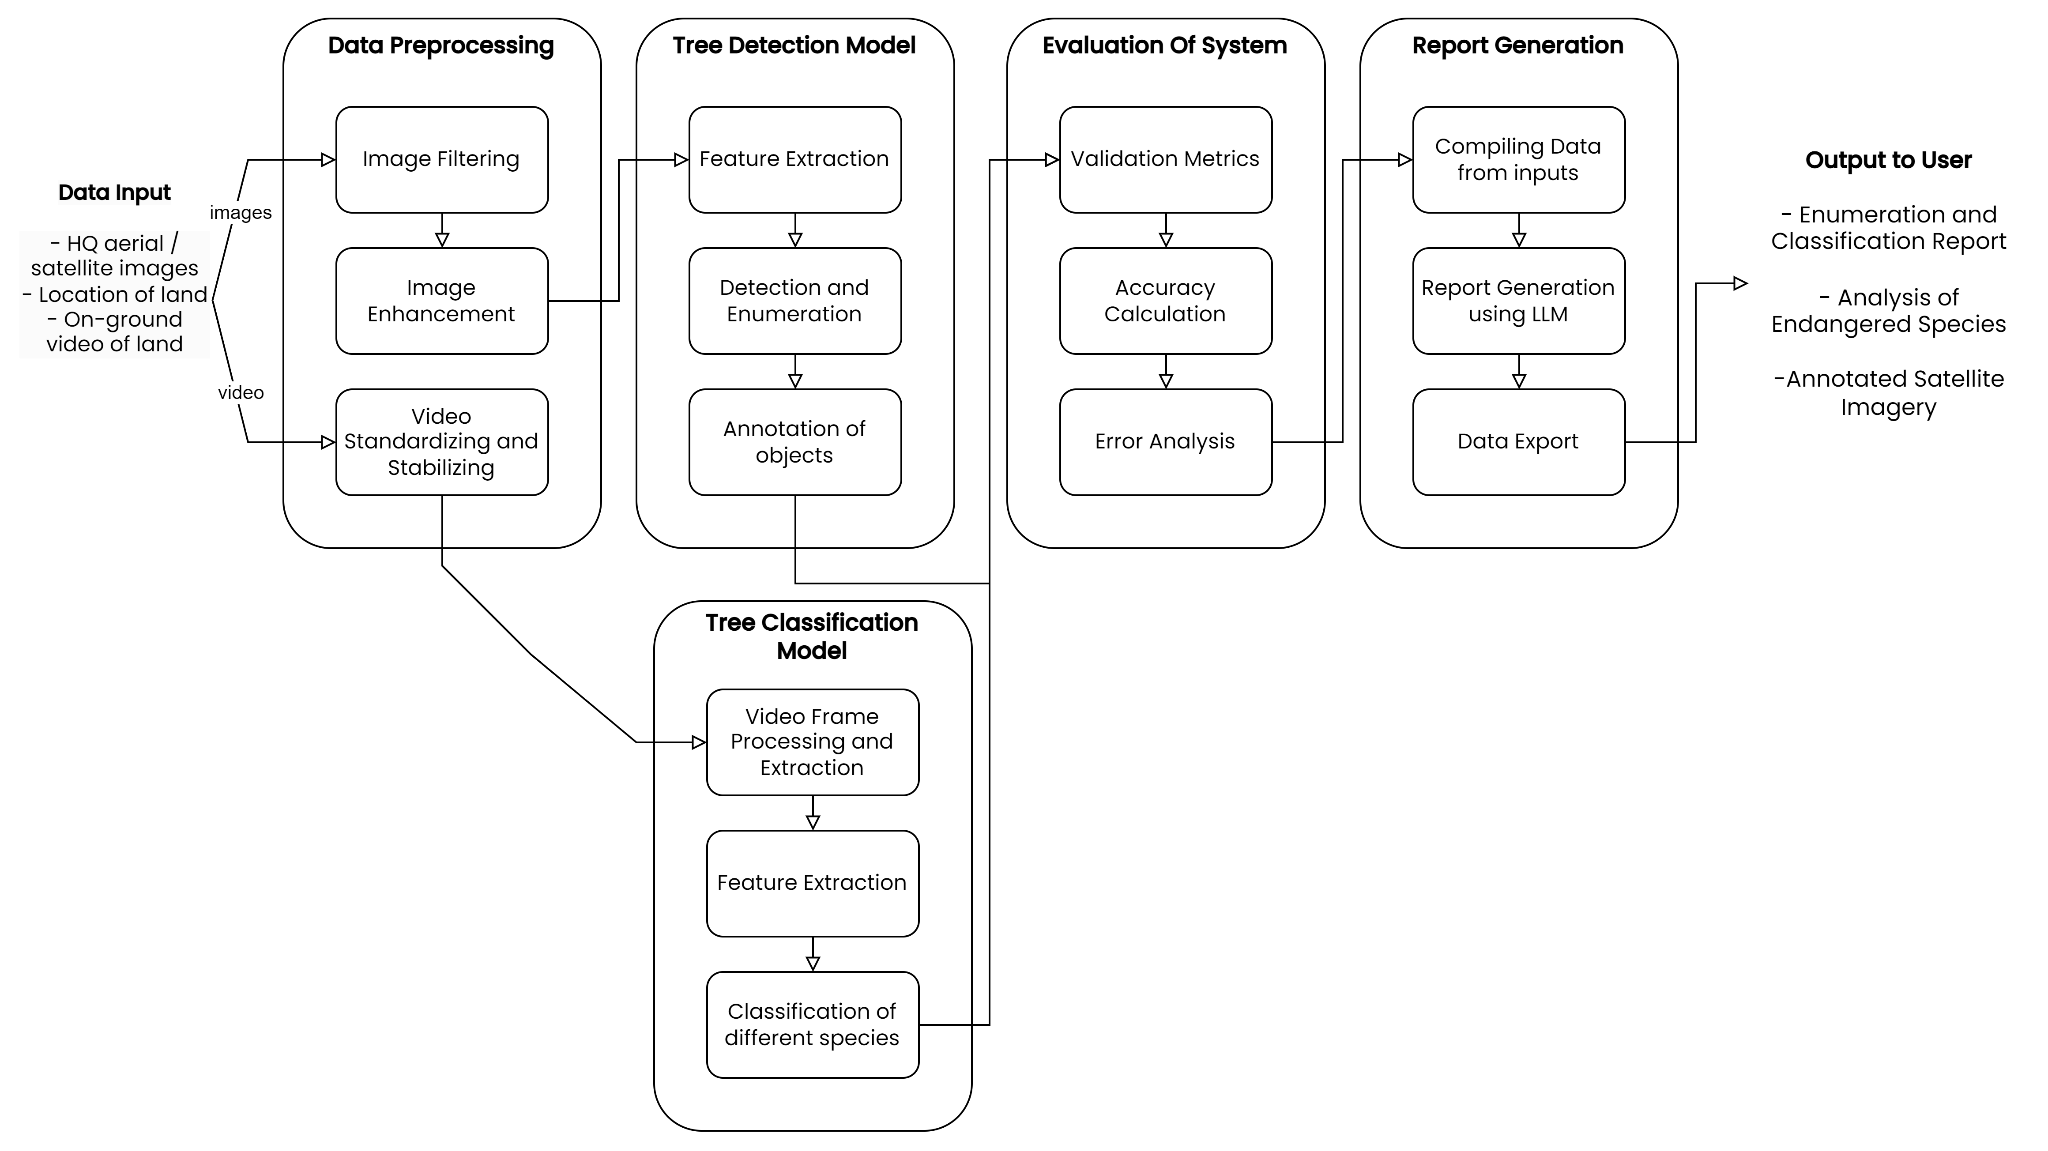 Data Input
- HQ aerial /
satellite images
- Location of land
- On-ground
video of land
images
video
Data Preprocessing
Image Filtering
Image
Enhancement
Video
Standardizing and
Stabilizing
Tree Detection Model
Feature Extraction
Detection and
Enumeration
Annotation of
objects
Tree Classification
Model
Video Frame
Processing and
Extraction
Feature Extraction
Classification of
different species
Evaluation Of System
Validation Metrics
Accuracy
Calculation
Error Analysis
Report Generation
Compiling Data
from inputs
Report Generation
using LLM
Data Export
Output to User
- Enumeration and
Classification Report
- Analysis of
Endangered Species
-Annotated Satellite
Imagery